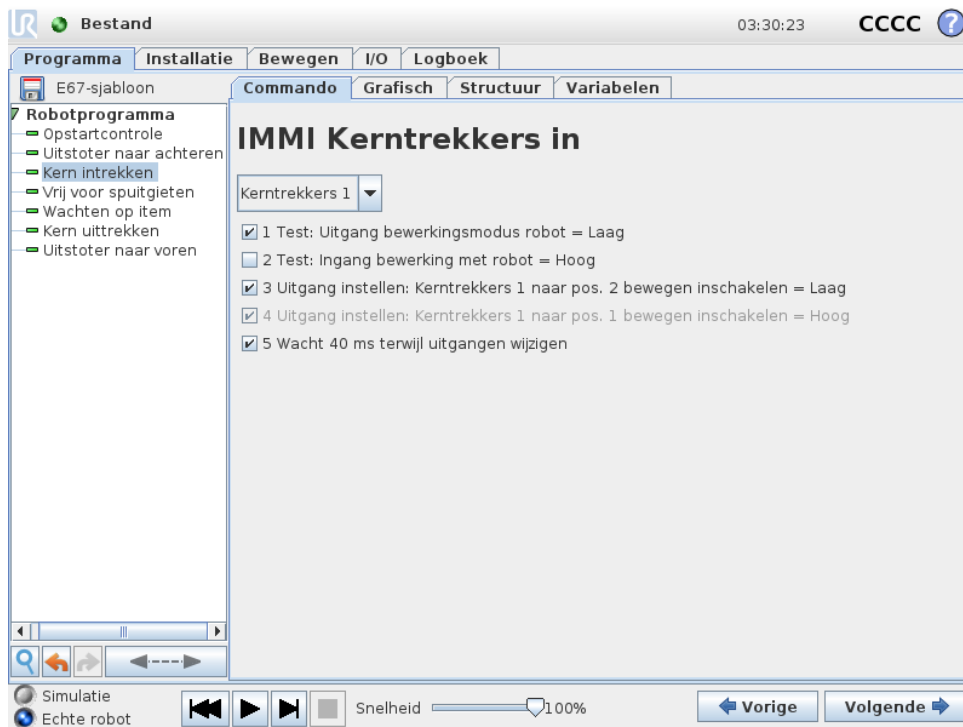 UR Bestand 03:30:23 CCCC ?
Programma Installatie Bewegen I/O Logboek
E67-sjabloon Commando Grafisch Structuur Variabelen
Robotprogramma
Opstartcontrole
Uitstoter naar achteren
Kern intrekken
Vrij voor spuitgieten
Wachten op item
Kern uittrekken
Uitstoter naar voren
IMMI Kerntrekkers in
Kerntrekkers 1
1 Test: Uitgang bewerkingsmodus robot = Laag
2 Test: Ingang bewerking met robot = Hoog
3 Uitgang instellen: Kerntrekkers 1 naar pos. 2 bewegen inschakelen = Laag
4 Uitgang instellen: Kerntrekkers 1 naar pos. 1 bewegen inschakelen = Hoog
5 Wacht 40 ms terwijl uitgangen wijzigen
Simulatie
Echte robot
Snelheid 100%
Vorige Volgende